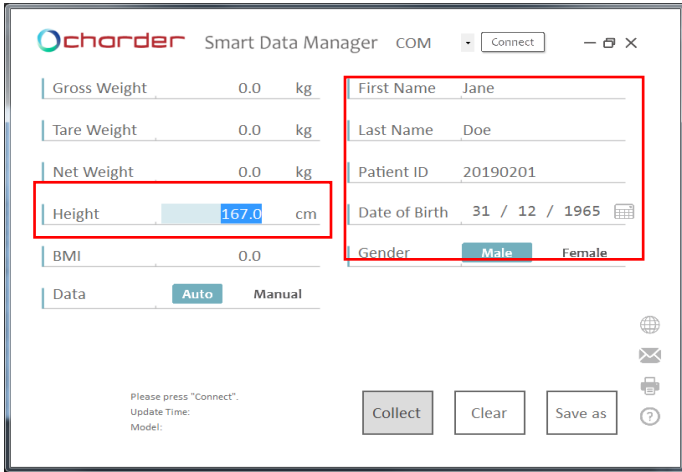 charder Smart Data Manager COM Connect
Gross Weight 0.0 kg
Tare Weight 0.0 kg
Net Weight 0.0 kg
Height 167.0 cm
BMI 0.0
Data Auto Manual
First Name Jane
Last Name Doe
Patient ID 20190201
Date of Birth 31 / 12 / 1965
Gender Male Female
Please press "Connect".
Update Time:
Model:
Collect Clear Save as
?